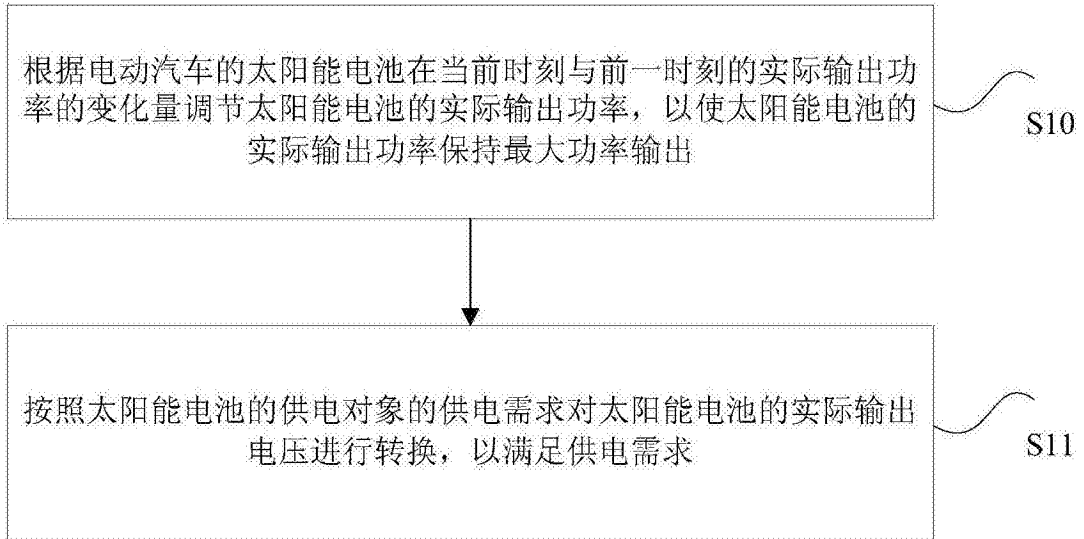 根据电动汽车的太阳能电池在当前时刻与前一时刻的实际输出功
率的变化量调节太阳能电池的实际输出功率，以使太阳能电池的
实际输出功率保持最大功率输出
S10
按照太阳能电池的供电对象的供电需求对太阳能电池的实际输出
电压进行转换，以满足供电需求
S11